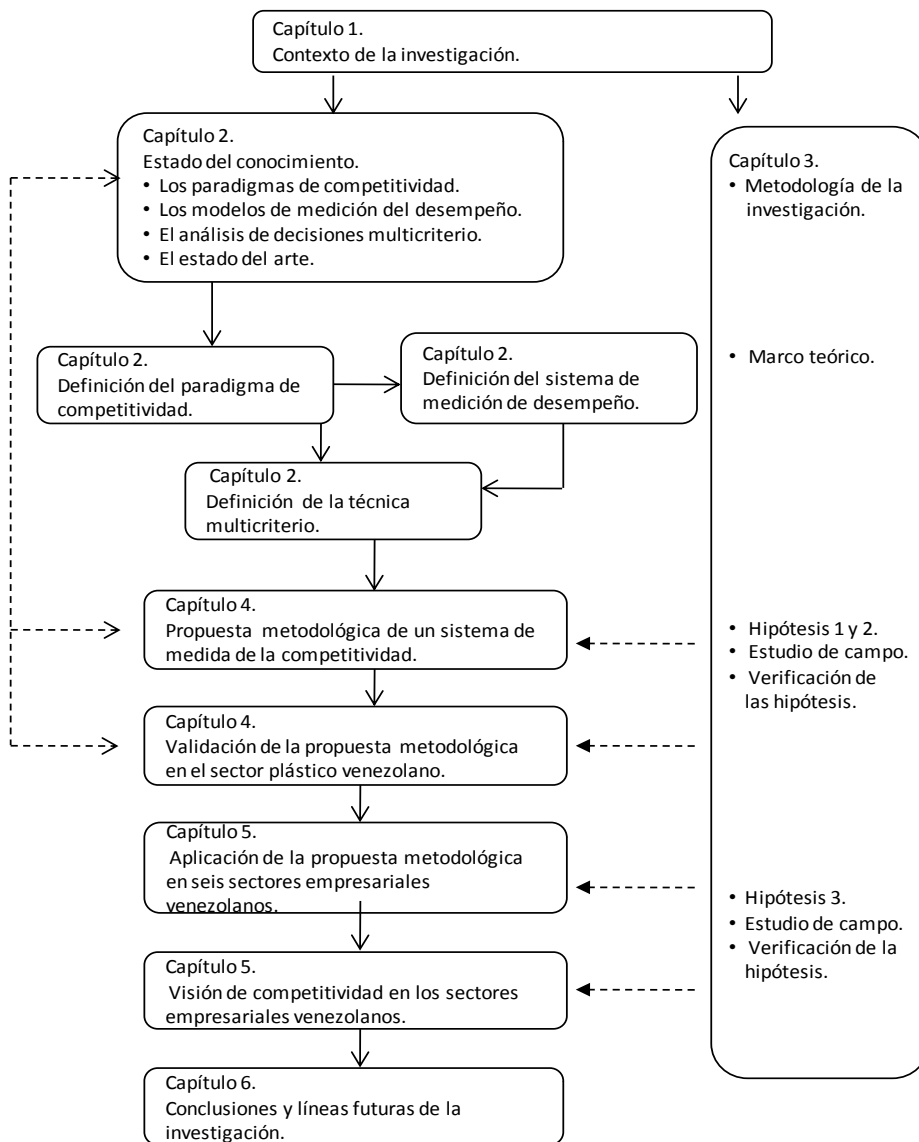 Capítulo 1.
Contexto de la investigación.
Capítulo 2.
Estado del conocimiento.
• Los paradigmas de competitividad.
• Los modelos de medición del desempeño.
• El análisis de decisiones multicriterio.
• El estado del arte.
Capítulo 3.
• Metodología de la
investigación.
• Marco teórico.
• Hipótesis 1 y 2.
• Estudio de campo.
• Verificación de
las hipótesis.
• Hipótesis 3.
• Estudio de campo.
• Verificación de la
hipótesis.
Capítulo 2.
Definición del paradigma de
competitividad.
Capítulo 2.
Definición del sistema de
medición de desempeño.
Capítulo 2.
Definición de la técnica
multicriterio.
Capítulo 4.
Propuesta metodológica de un sistema de
medida de la competitividad.
Capítulo 4.
Validación de la propuesta metodológica
en el sector plástico venezolano.
Capítulo 5.
Aplicación de la propuesta metodológica
en seis sectores empresariales
venezolanos.
Capítulo 5.
Visión de competitividad en los sectores
empresariales venezolanos.
Capítulo 6.
Conclusiones y líneas futuras de la
investigación.